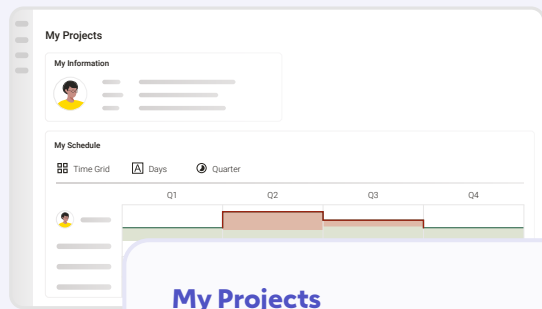 My Projects
My Information
My Schedule
Time Grid A Days Quarter
Q1 Q2 Q3 Q4
My Projects